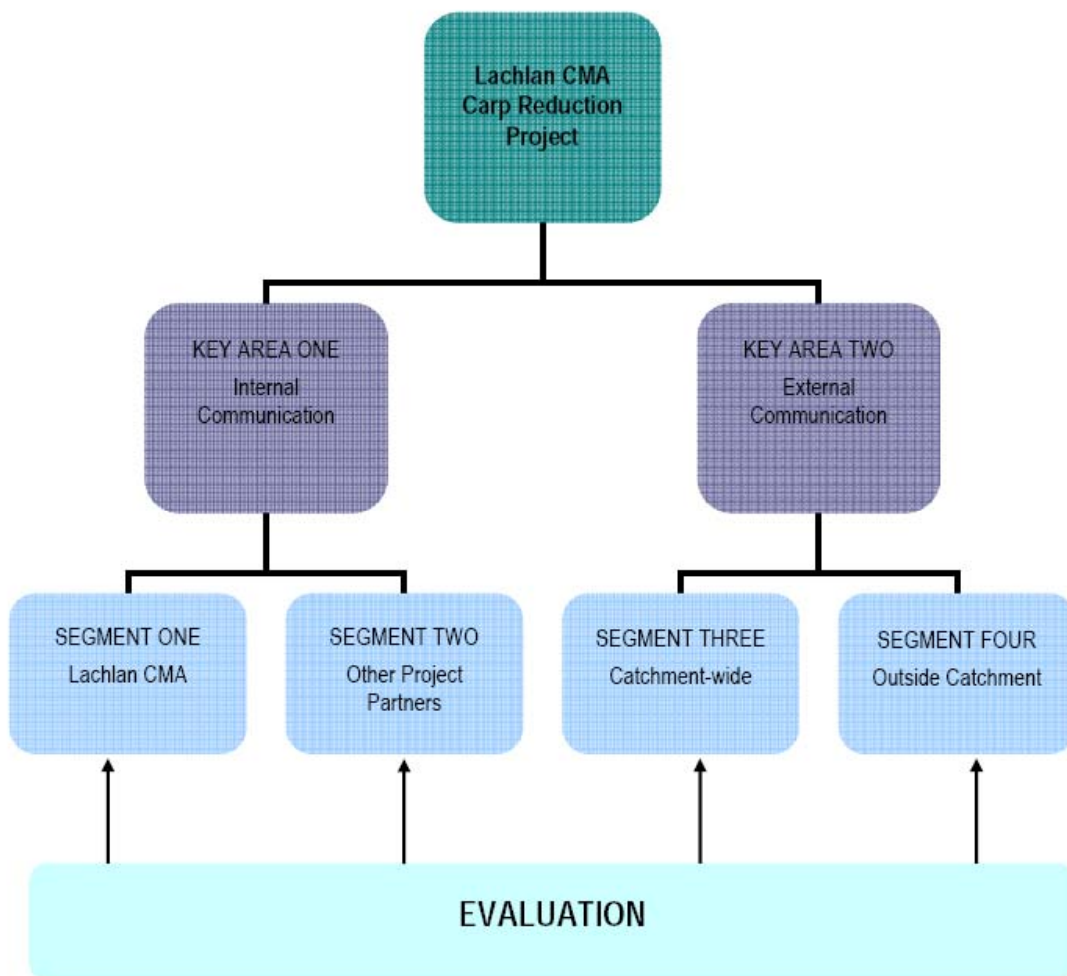 Lachlan CMA
Carp Reduction
Project
KEY AREA ONE
Internal
Communication
KEY AREA TWO
External
Communication
SEGMENT ONE
Lachlan CMA
SEGMENT TWO
Other Project
Partners
SEGMENT THREE
Catchment-wide
SEGMENT FOUR
Outside Catchment
EVALUATION